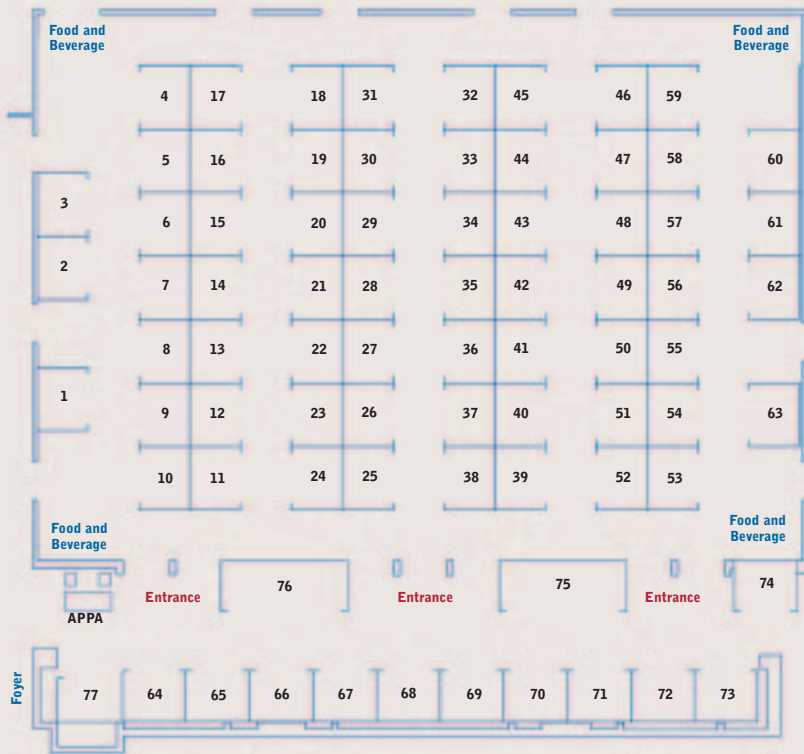 Food and
Beverage
Food and
Beverage
4 17 18 31 32 45 46 59
5 16 19 30 33 44 47 58 60
3
6 15 20 29 34 43 48 57 61
2
7 14 21 28 35 42 49 56 62
8 13 22 27 36 41 50 55
1
9 12 23 26 37 40 51 54 63
10 11 24 25 38 39 52 53
Food and
Beverage
Food and
Beverage
76 75 74
Entrance Entrance Entrance
APPA
Foyer
77 64 65 66 67 68 69 70 71 72 73